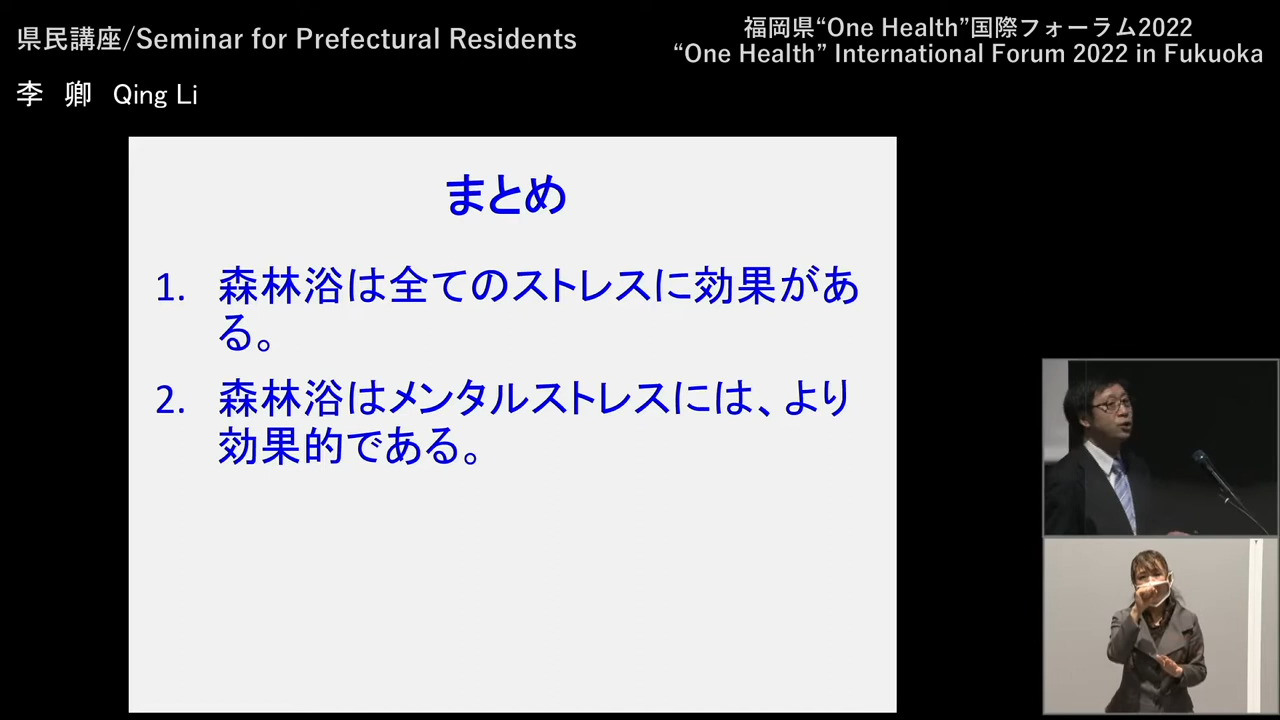 県民講座/Seminar for Prefectural Residents
福岡県“One Health”国際フォーラム2022
“One Health” International Forum 2022 in Fukuoka
李 卿 Qing Li
まとめ
1. 森林浴は全てのストレスに効果があ
る。
2. 森林浴はメンタルストレスには、より
効果的である。